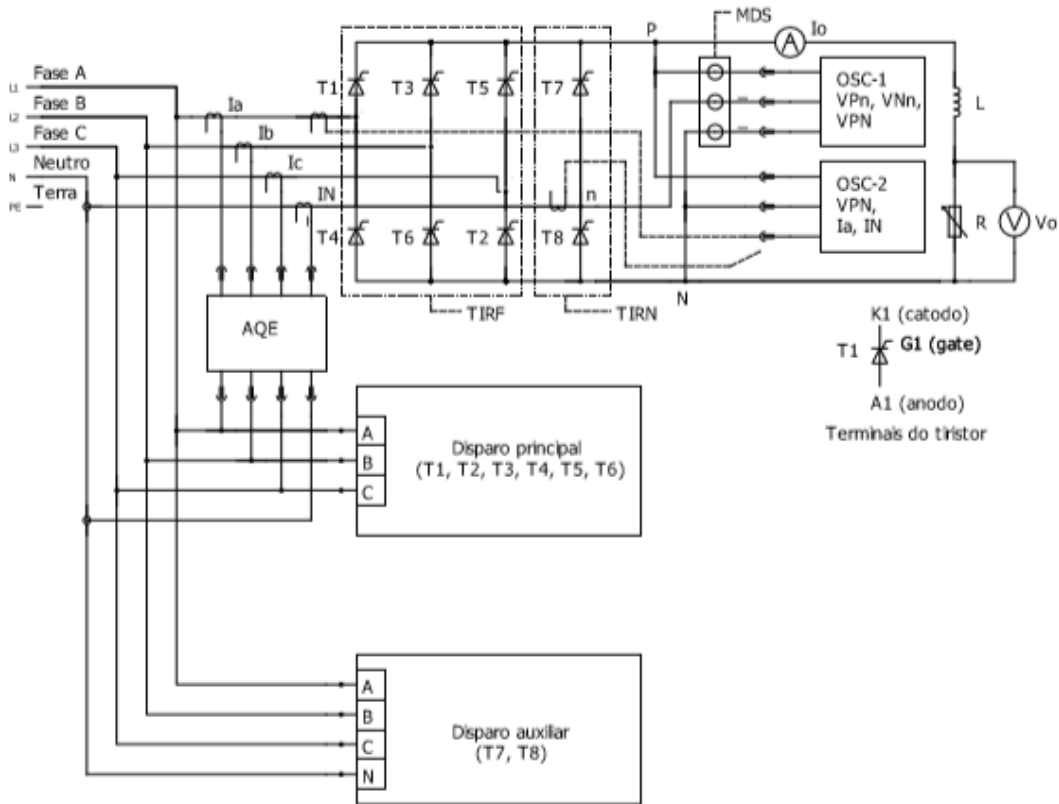 MDS
P
Io
A
L1
Fase A
L2
Fase B
L3
Fase C
N
Neutro
PE
Terra
Ia
Ib
Ic
IN
T1
T3
T5
T7
T4
T6
T2
T8
n
OSC-1
VPn, VNn,
VPN
OSC-2
VPN,
Ia, IN
L
R
V
Vo
N
TIRF
TIRN
AQE
K1 (catodo)
T1
G1 (gate)
A1 (anodo)
Terminais do tiristor
A
B
C
Disparo principal
(T1, T2, T3, T4, T5, T6)
A
B
C
N
Disparo auxiliar
(T7, T8)